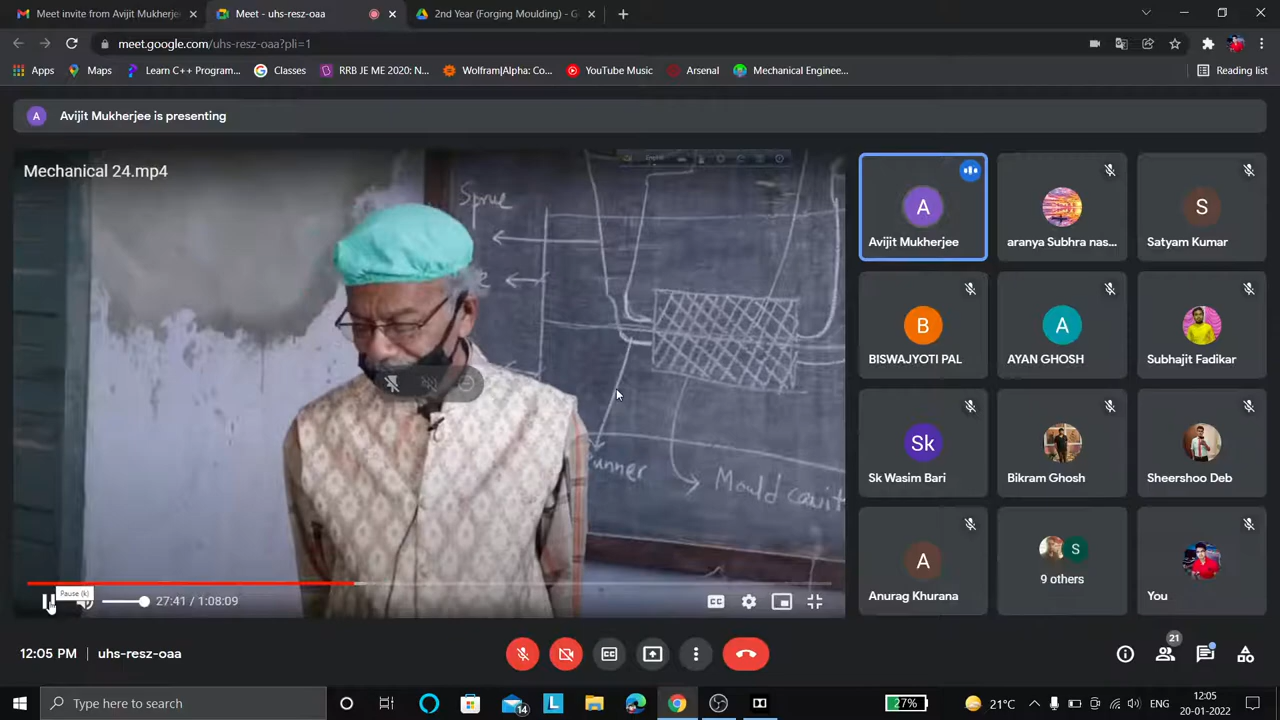 Meet invite from Avijit Mukherje
Meet - uhs-resz-oaa
2nd Year (Forging Moulding) - G
meet.google.com/uhs-resz-oaa?pli=1
Apps
Maps
Learn C++ Program...
Classes
RRB JE ME 2020: N...
Wolfram|Alpha: Co...
YouTube Music
Arsenal
Mechanical Enginee...
Reading list
A
Avijit Mukherjee is presenting
Mechanical 24.mp4
Sprue
Mould cavit
Pause (k)
27:41 / 1:08:09
A
Avijit Mukherjee
aranya Subhra nas...
S
Satyam Kumar
B
BISWAJYOTI PAL
A
AYAN GHOSH
Subhajit Fadikar
Sk
Sk Wasim Bari
Bikram Ghosh
Sheershoo Deb
A
Anurag Khurana
S
9 others
You
12:05 PM | uhs-resz-oaa
21
Type here to search
14
L
27%
21°C
ENG
12:05
20-01-2022